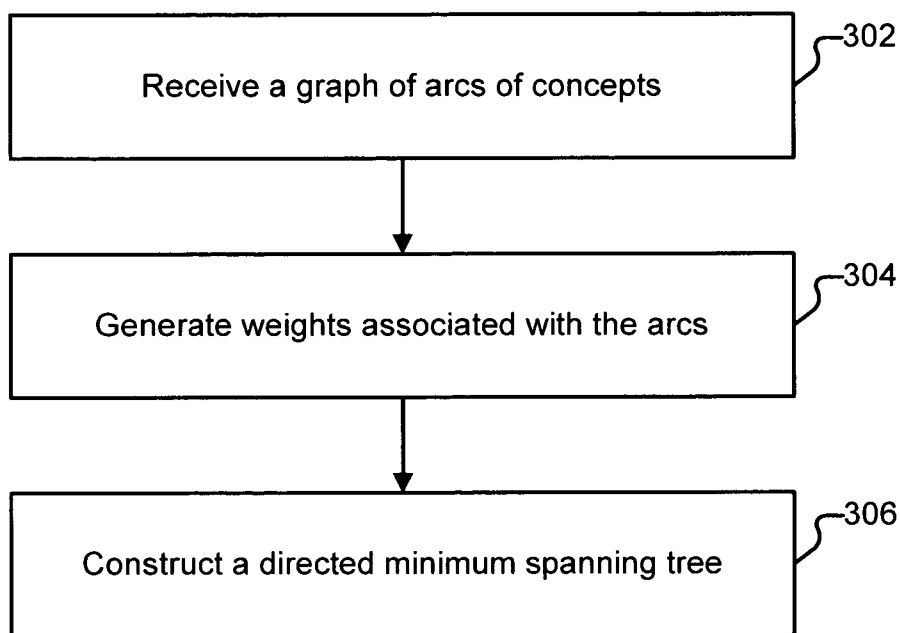 302
Receive a graph of arcs of concepts
304
Generate weights associated with the arcs
306
Construct a directed minimum spanning tree